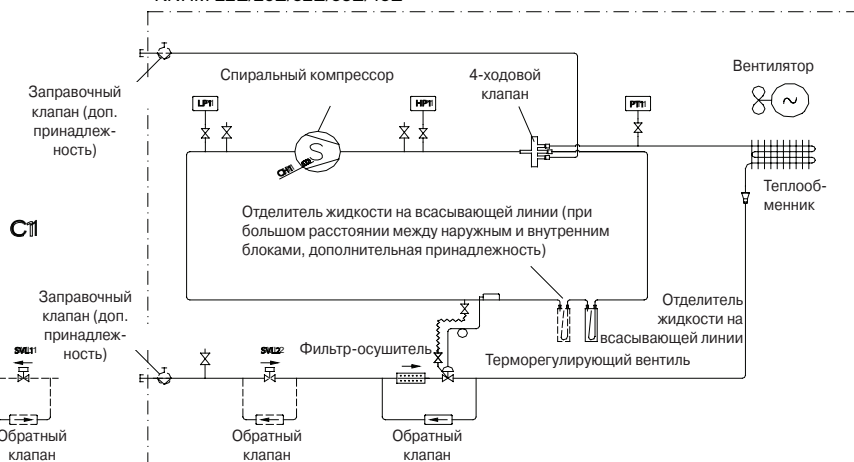 Спиральный компрессор
4-ходовой
клапан
Вентилятор
Заправочный
клапан (доп.
принадлеж-
ность)
LP1
HP1
PT1
CH1
Теплооб-
менник
Отделитель жидкости на всасывающей линии (при
большом расстоянии между наружным и внутренним
блоками, дополнительная принадлежность)
C1
Заправочный
клапан (доп.
принадлеж-
ность)
Отделитель
жидкости на
всасывающей линии
SVL1
SVL2
Фильтр-осушитель
Терморегулирующий вентиль
Обратный
клапан
Обратный
клапан
Обратный
клапан